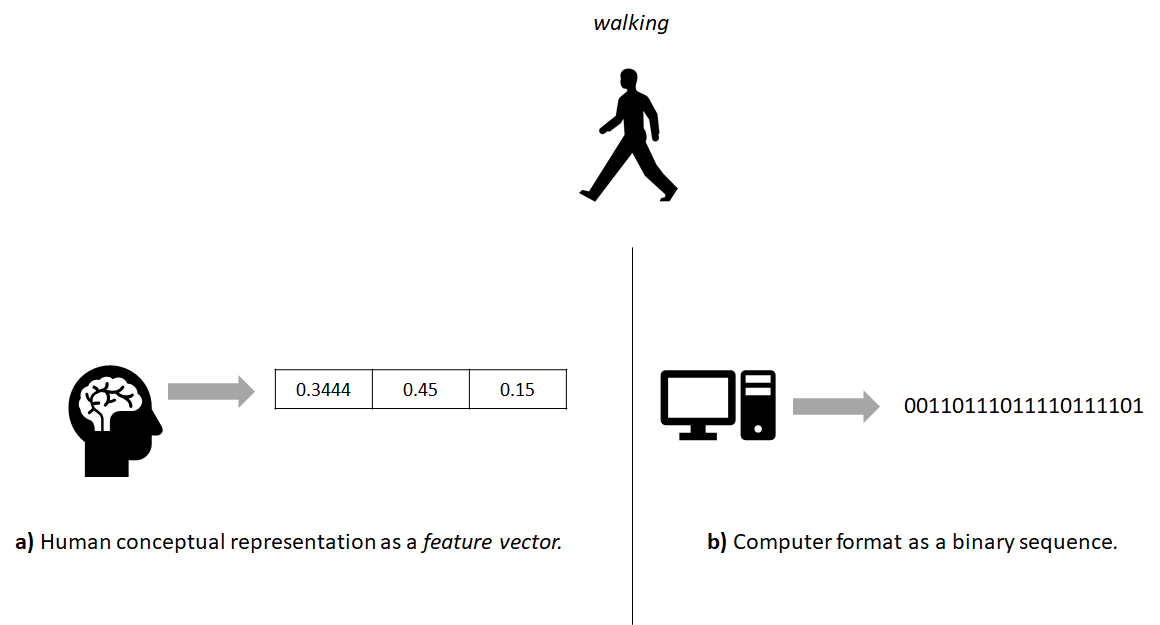 walking
0.3444 0.45 0.15
00110111011110111101
a) Human conceptual representation as a feature vector.
b) Computer format as a binary sequence.